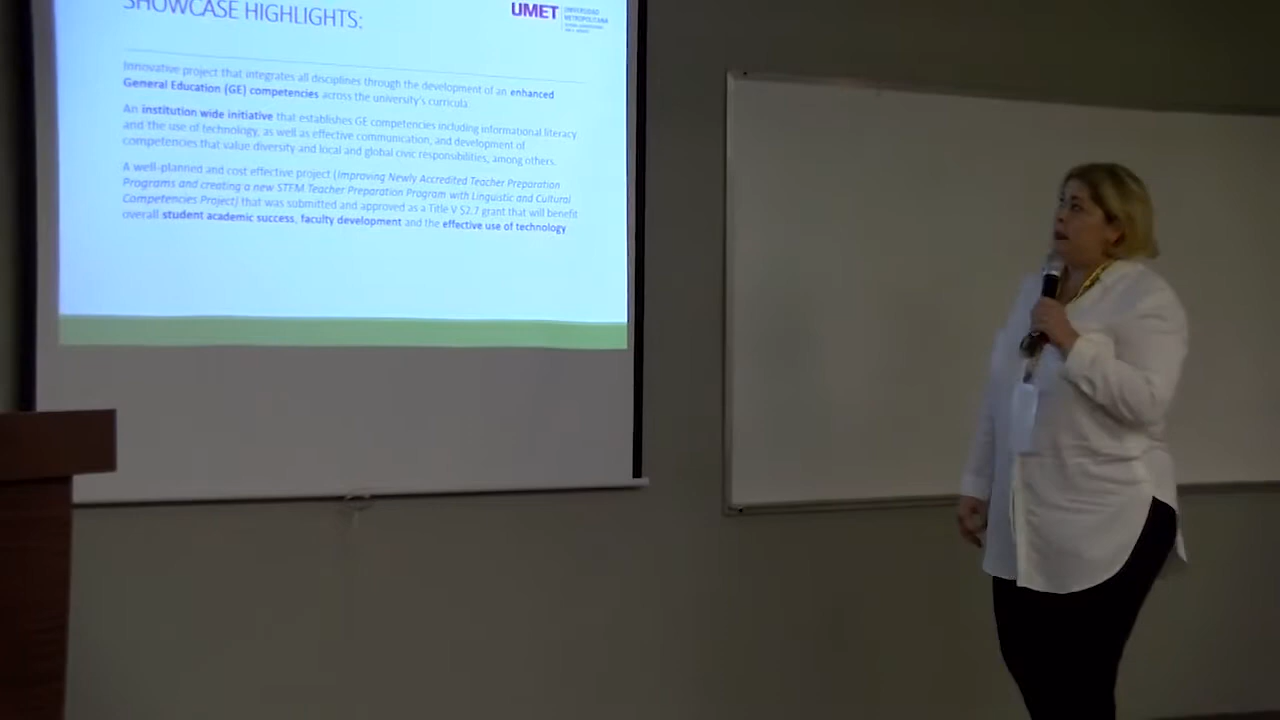 SHOWCASE HIGHLIGHTS:
UMET
UNIVERSIDAD
METROPOLITANA
Innovative project that integrates all disciplines through the development of an enhanced
General Education (GE) competencies across the university's curricula.
An institution wide initiative that establishes GE competencies including informational literacy
and the use of technology, as well as effective communication, and development of
competencies that value diversity and local and global civic responsibilities, among others.
A well-planned and cost effective project (Improving Newly Accredited Teacher Preparation
Programs and creating a new STEM Teacher Preparation Program with Linguistic and Cultural
Competencies Project) that was submitted and approved as a Title V $2.7 grant that will benefit
overall student academic success, faculty development and the effective use of technology